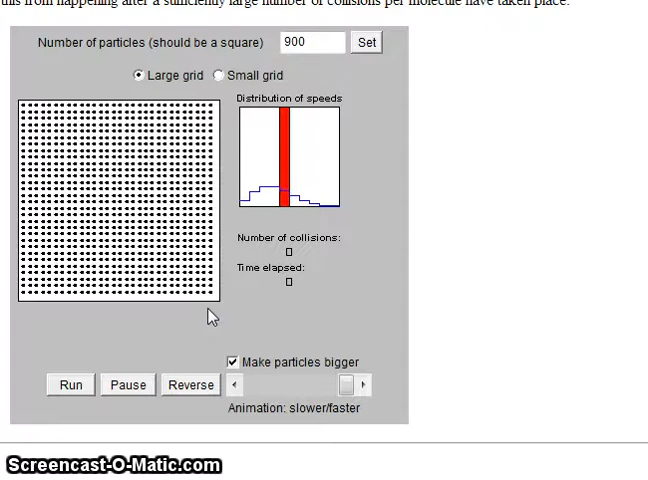 this from happening after a sufficiently large number of collisions per molecule have taken place.
Number of particles (should be a square) 900 Set
Large grid Small grid
Distribution of speeds
Number of collisions:
0
Time elapsed:
0
Make particles bigger
Run Pause Reverse
Animation: slower/faster
Screencast-O-Matic.com